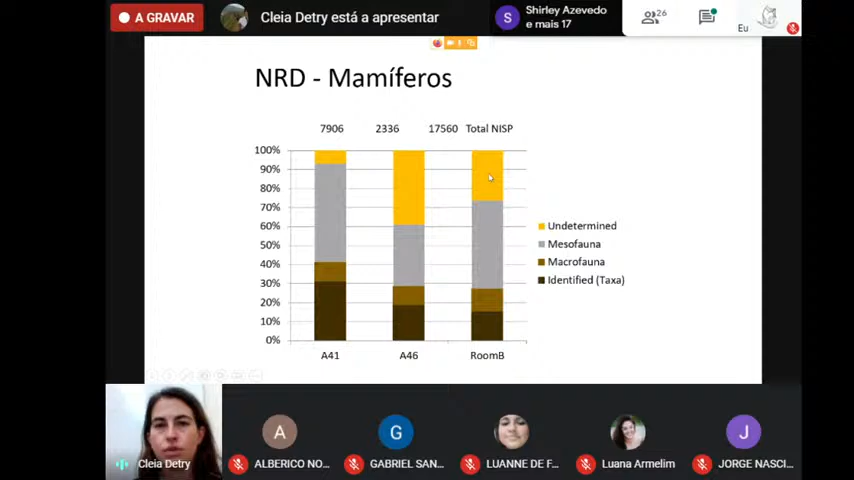 A GRAVAR
Cleia Detry está a apresentar
S
Shirley Azevedo
e mais 17
26
Eu
NRD - Mamíferos
7906 2336 17560 Total NISP
100%
90%
80%
70%
60%
50%
40%
30%
20%
10%
0%
A41 A46 RoomB
Undetermined
Mesofauna
Macrofauna
Identified (Taxa)
A G J
Cleia Detry ALBERICO NO... GABRIEL SAN... LUANNE DE F... Luana Armelim JORGE NASCI...